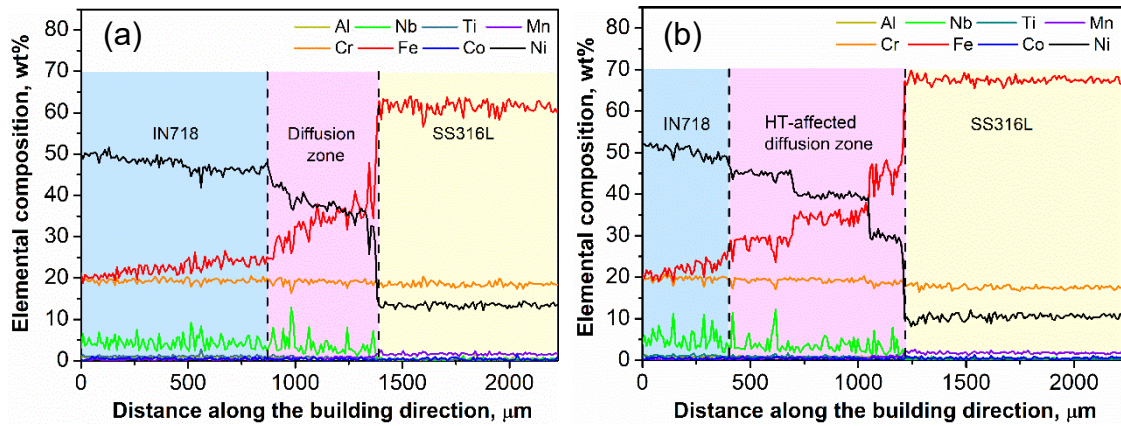 (a)
Al Nb Ti Mn
Cr Fe Co Ni
Elemental composition, wt%
80
70
60
50
40
30
20
10
0
IN718
Diffusion
zone
SS316L
0 500 1000 1500 2000
Distance along the building direction, μm
(b)
Al Nb Ti Mn
Cr Fe Co Ni
Elemental composition, wt%
80
70
60
50
40
30
20
10
0
IN718
HT-affected
diffusion zone
SS316L
0 500 1000 1500 2000
Distance along the building direction, μm